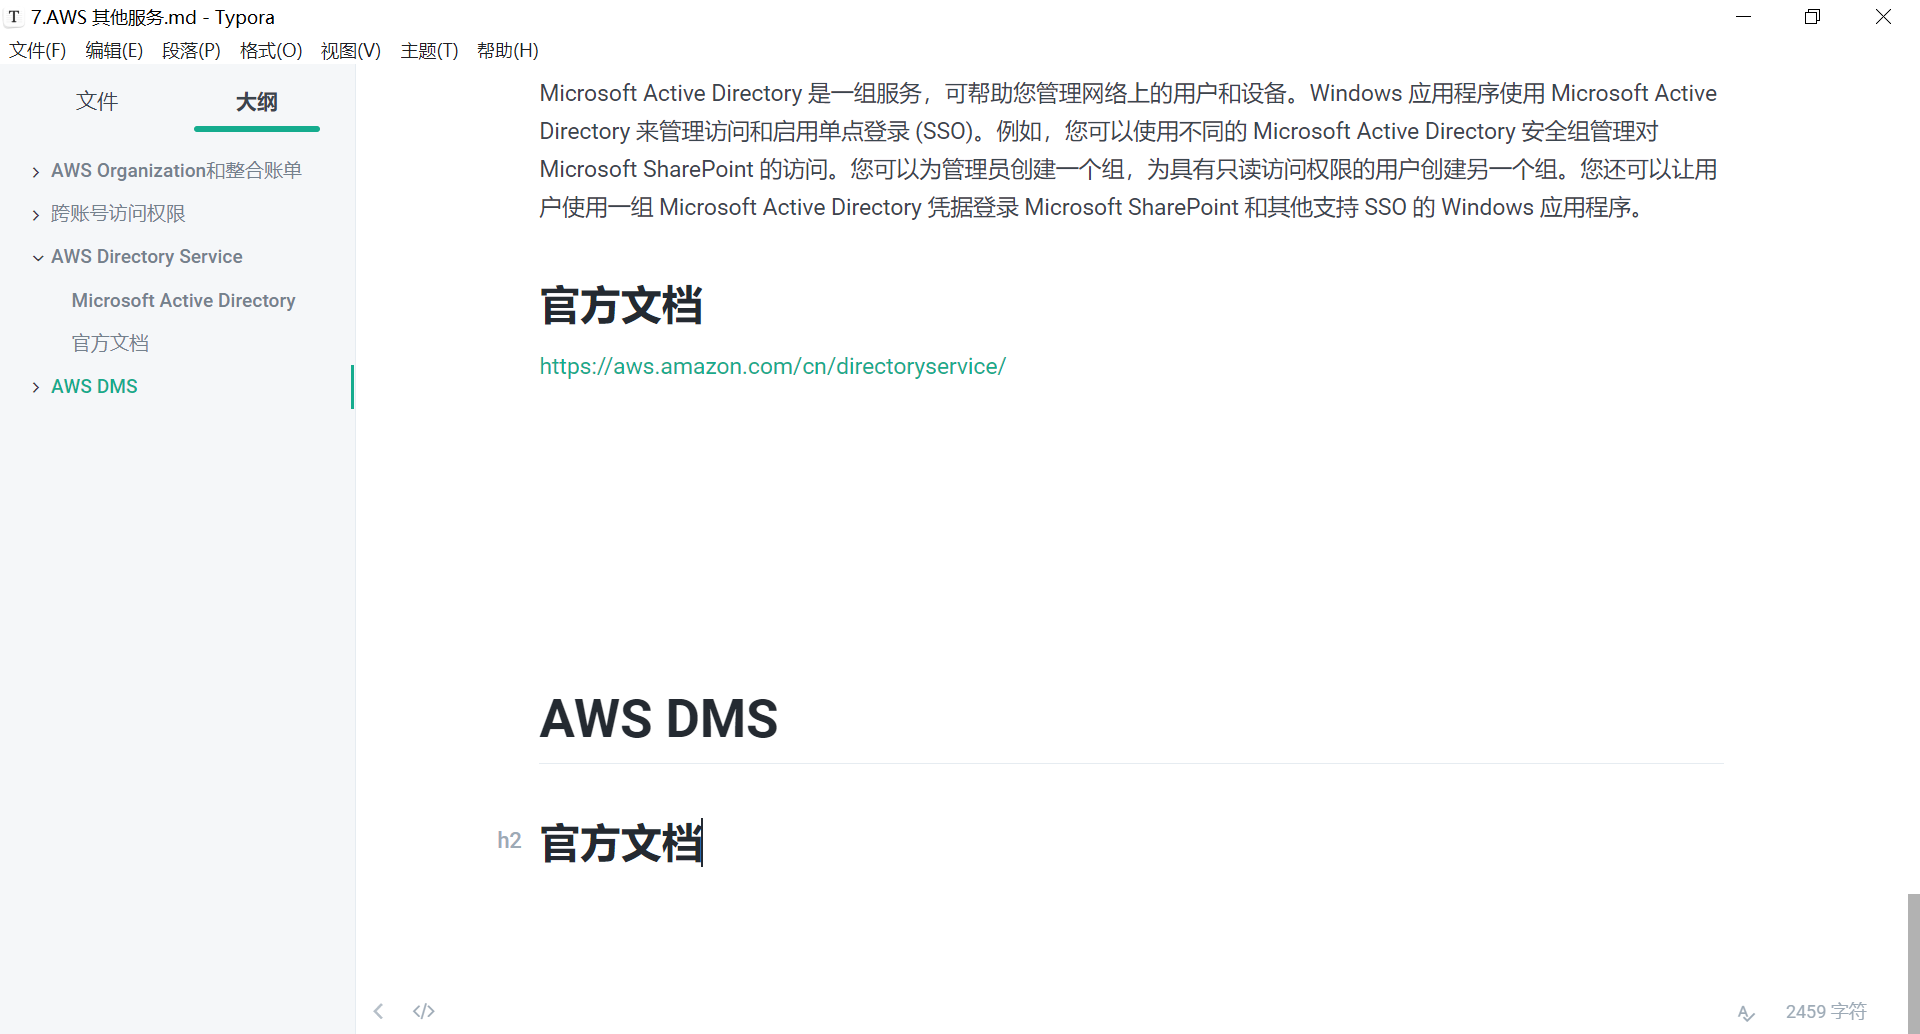 T 7.AWS 其他服务.md - Typora
文件(F) 编辑(E) 段落(P) 格式(O) 视图(V) 主题(T) 帮助(H)
文件 大纲
AWS Organization和整合账单
跨账号访问权限
AWS Directory Service
Microsoft Active Directory
官方文档
AWS DMS
Microsoft Active Directory 是一组服务，可帮助您管理网络上的用户和设备。Windows 应用程序使用 Microsoft Active
Directory 来管理访问和启用单点登录 (SSO)。例如，您可以使用不同的 Microsoft Active Directory 安全组管理对
Microsoft SharePoint 的访问。您可以为管理员创建一个组，为具有只读访问权限的用户创建另一个组。您还可以让用
户使用一组 Microsoft Active Directory 凭据登录 Microsoft SharePoint 和其他支持 SSO 的 Windows 应用程序。
官方文档
https://aws.amazon.com/cn/directoryservice/
AWS DMS
h2 官方文档
</> 2459 字符